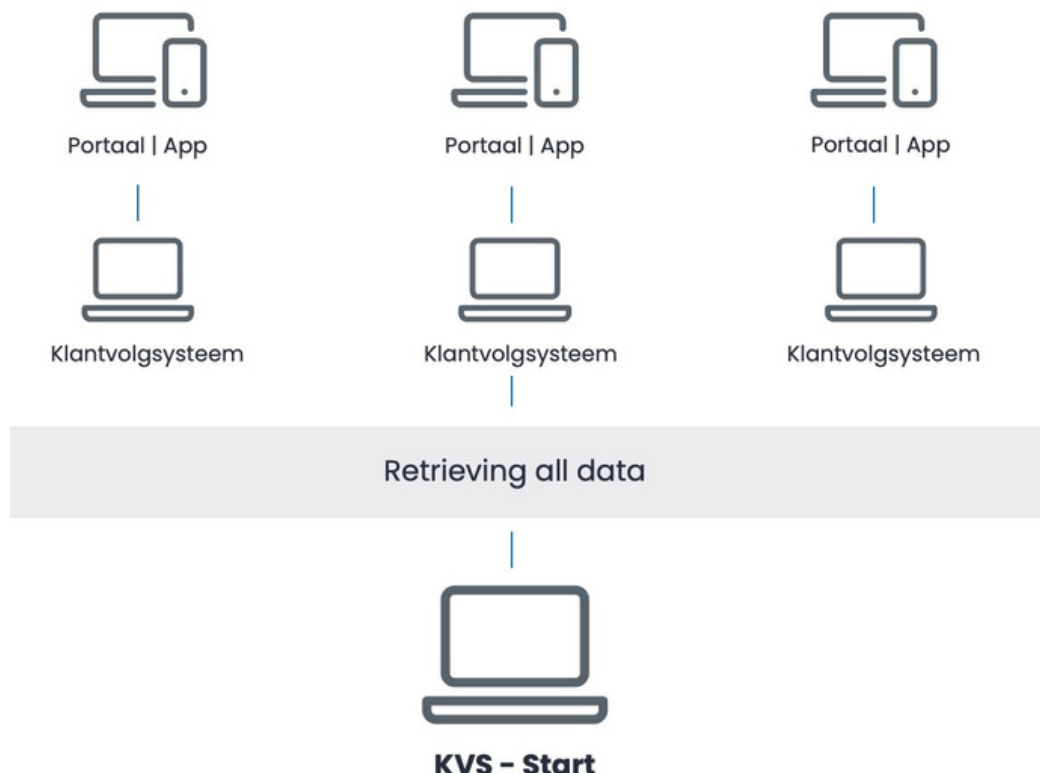 Portaal | App
Portaal | App
Portaal | App
Klantvolgsysteem
Klantvolgsysteem
Klantvolgsysteem
Retrieving all data
KVS - Start